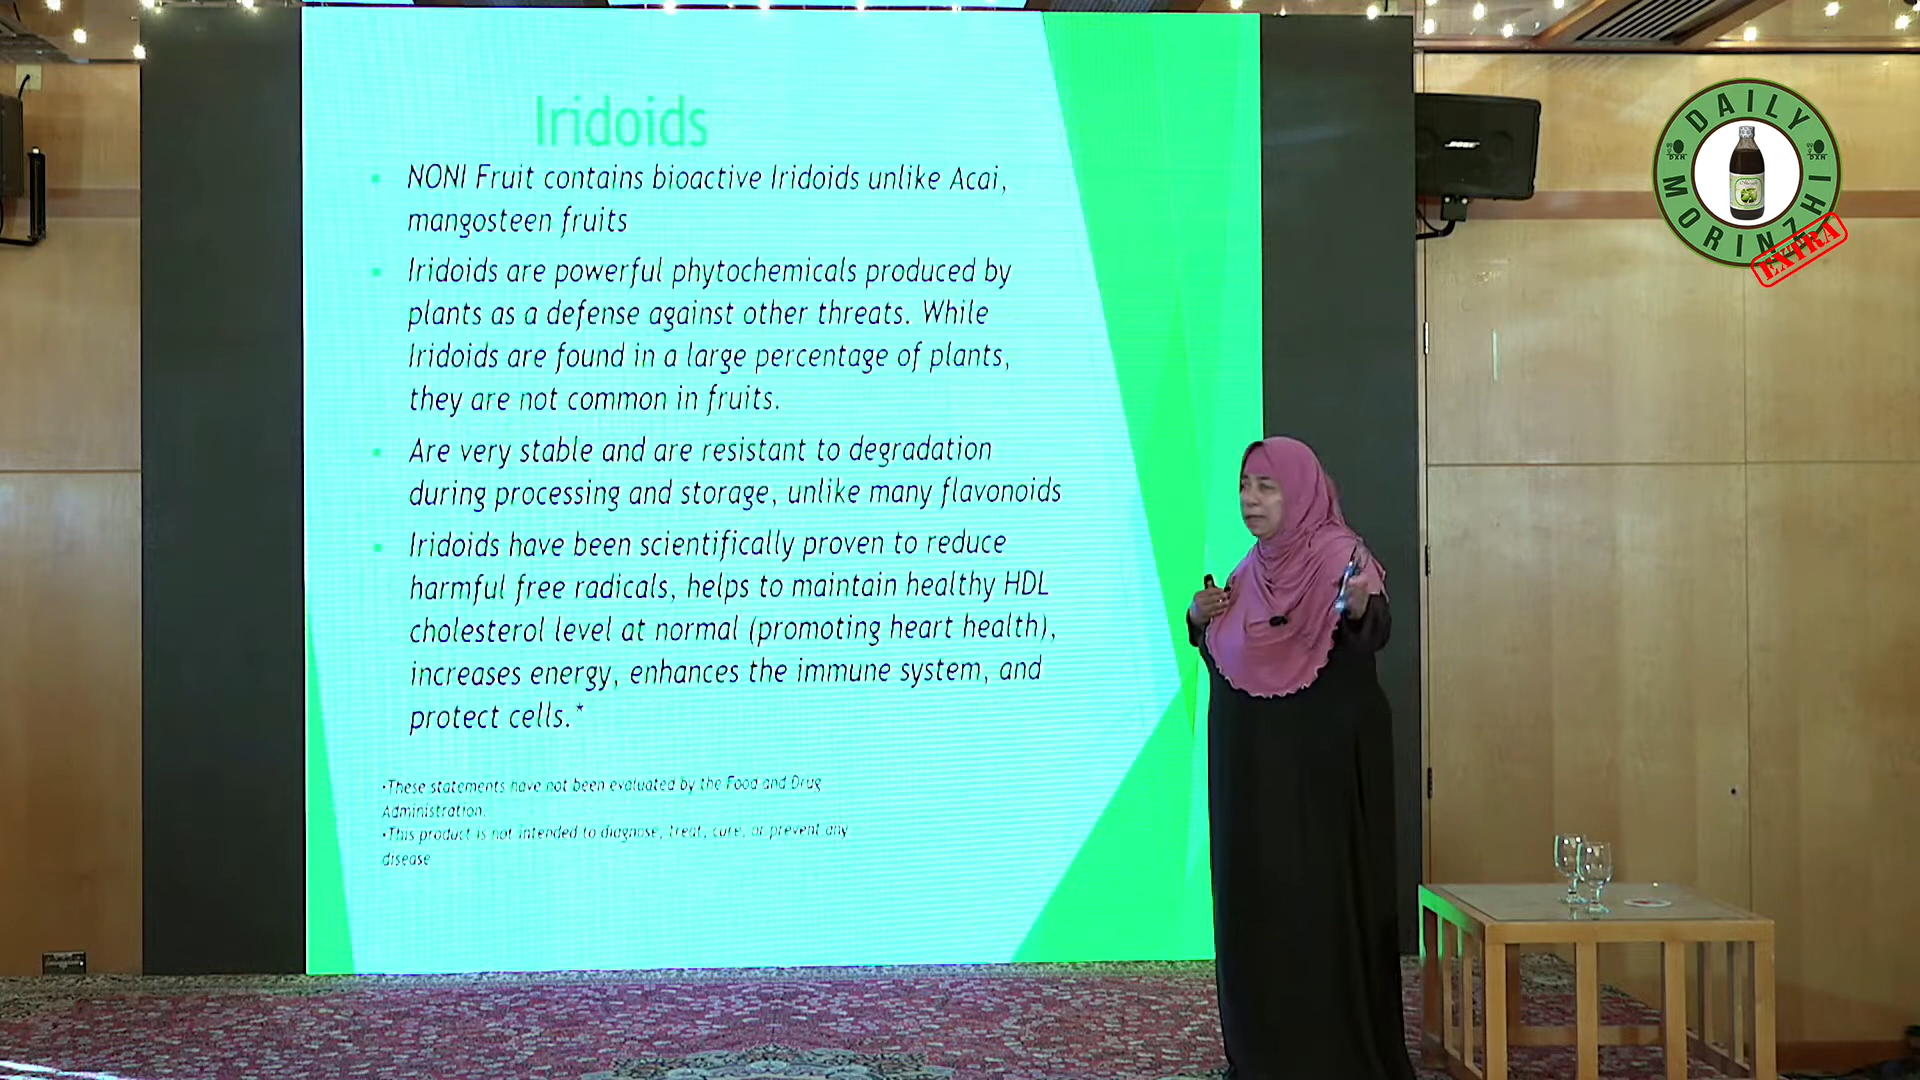 Iridoids
NONI Fruit contains bioactive Iridoids unlike Acai,
mangosteen fruits
Iridoids are powerful phytochemicals produced by
plants as a defense against other threats. While
Iridoids are found in a large percentage of plants,
they are not common in fruits.
Are very stable and are resistant to degradation
during processing and storage, unlike many flavonoids
Iridoids have been scientifically proven to reduce
harmful free radicals, helps to maintain healthy HDL
cholesterol level at normal (promoting heart health),
increases energy, enhances the immune system, and
protect cells.*
•These statements have not been evaluated by the Food and Drug
Administration.
•This product is not intended to diagnose, treat, cure, or prevent any
disease
BOSE
DAILY
DXN
DXN
MORINZHI
EXTRA